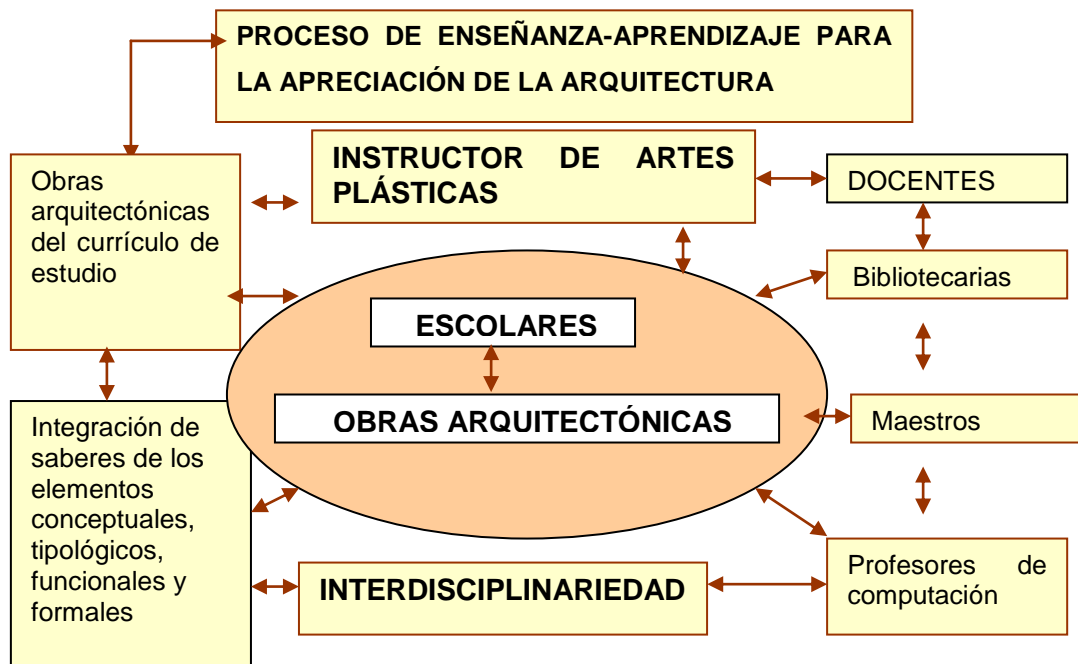 PROCESO DE ENSEÑANZA-APRENDIZAJE PARA
LA APRECIACIÓN DE LA ARQUITECTURA
INSTRUCTOR DE ARTES
PLÁSTICAS
Obras
arquitectónicas
del currículo de
estudio
DOCENTES
Bibliotecarias
ESCOLARES
OBRAS ARQUITECTÓNICAS
Maestros
Integración de
saberes de los
elementos
conceptuales,
tipológicos,
funcionales y
formales
INTERDISCIPLINARIEDAD
Profesores de
computación